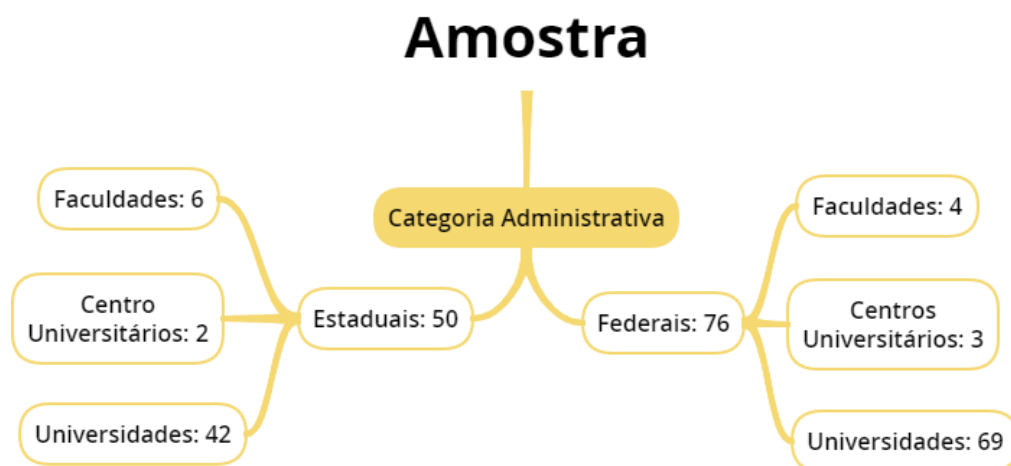 Amostra
Categoria Administrativa
Estaduais: 50
Faculdades: 6
Centro
Universitários: 2
Universidades: 42
Federais: 76
Faculdades: 4
Centros
Universitários: 3
Universidades: 69